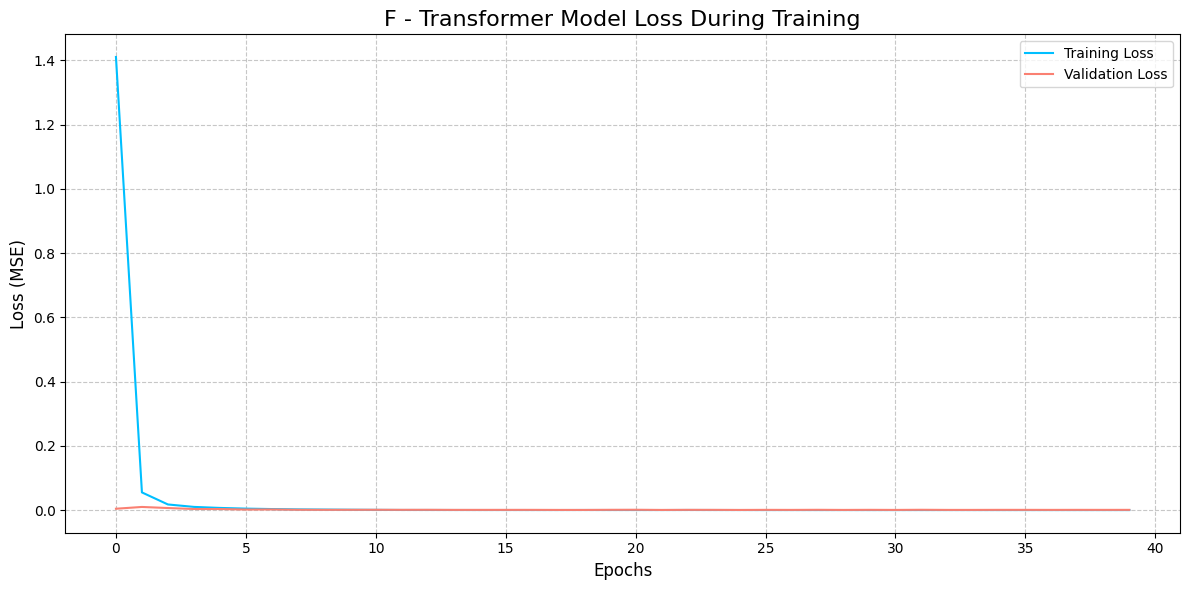 F - Transformer Model Loss During Training
Training Loss
Validation Loss
Loss (MSE)
1.4
1.2
1.0
0.8
0.6
0.4
0.2
0.0
0 5 10 15 20 25 30 35 40
Epochs